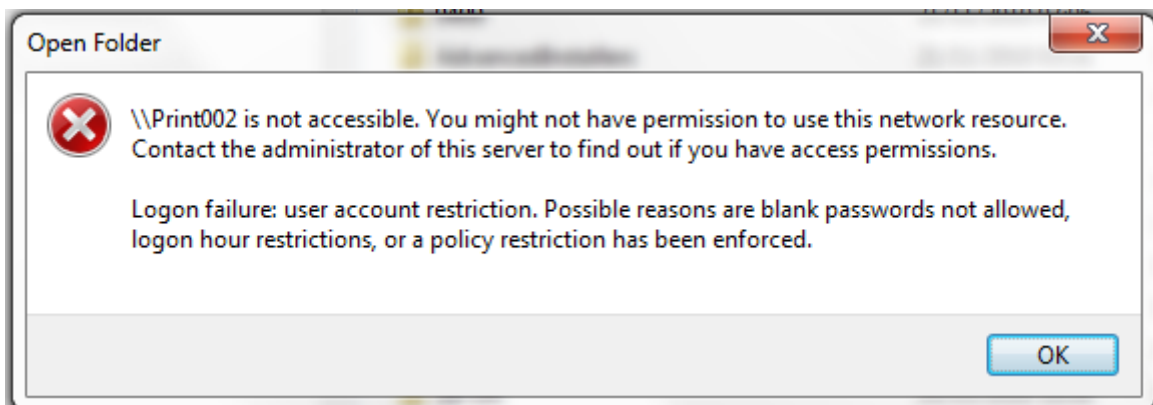 Open Folder
\\Print002 is not accessible. You might not have permission to use this network resource.
Contact the administrator of this server to find out if you have access permissions.
Logon failure: user account restriction. Possible reasons are blank passwords not allowed,
logon hour restrictions, or a policy restriction has been enforced.
OK